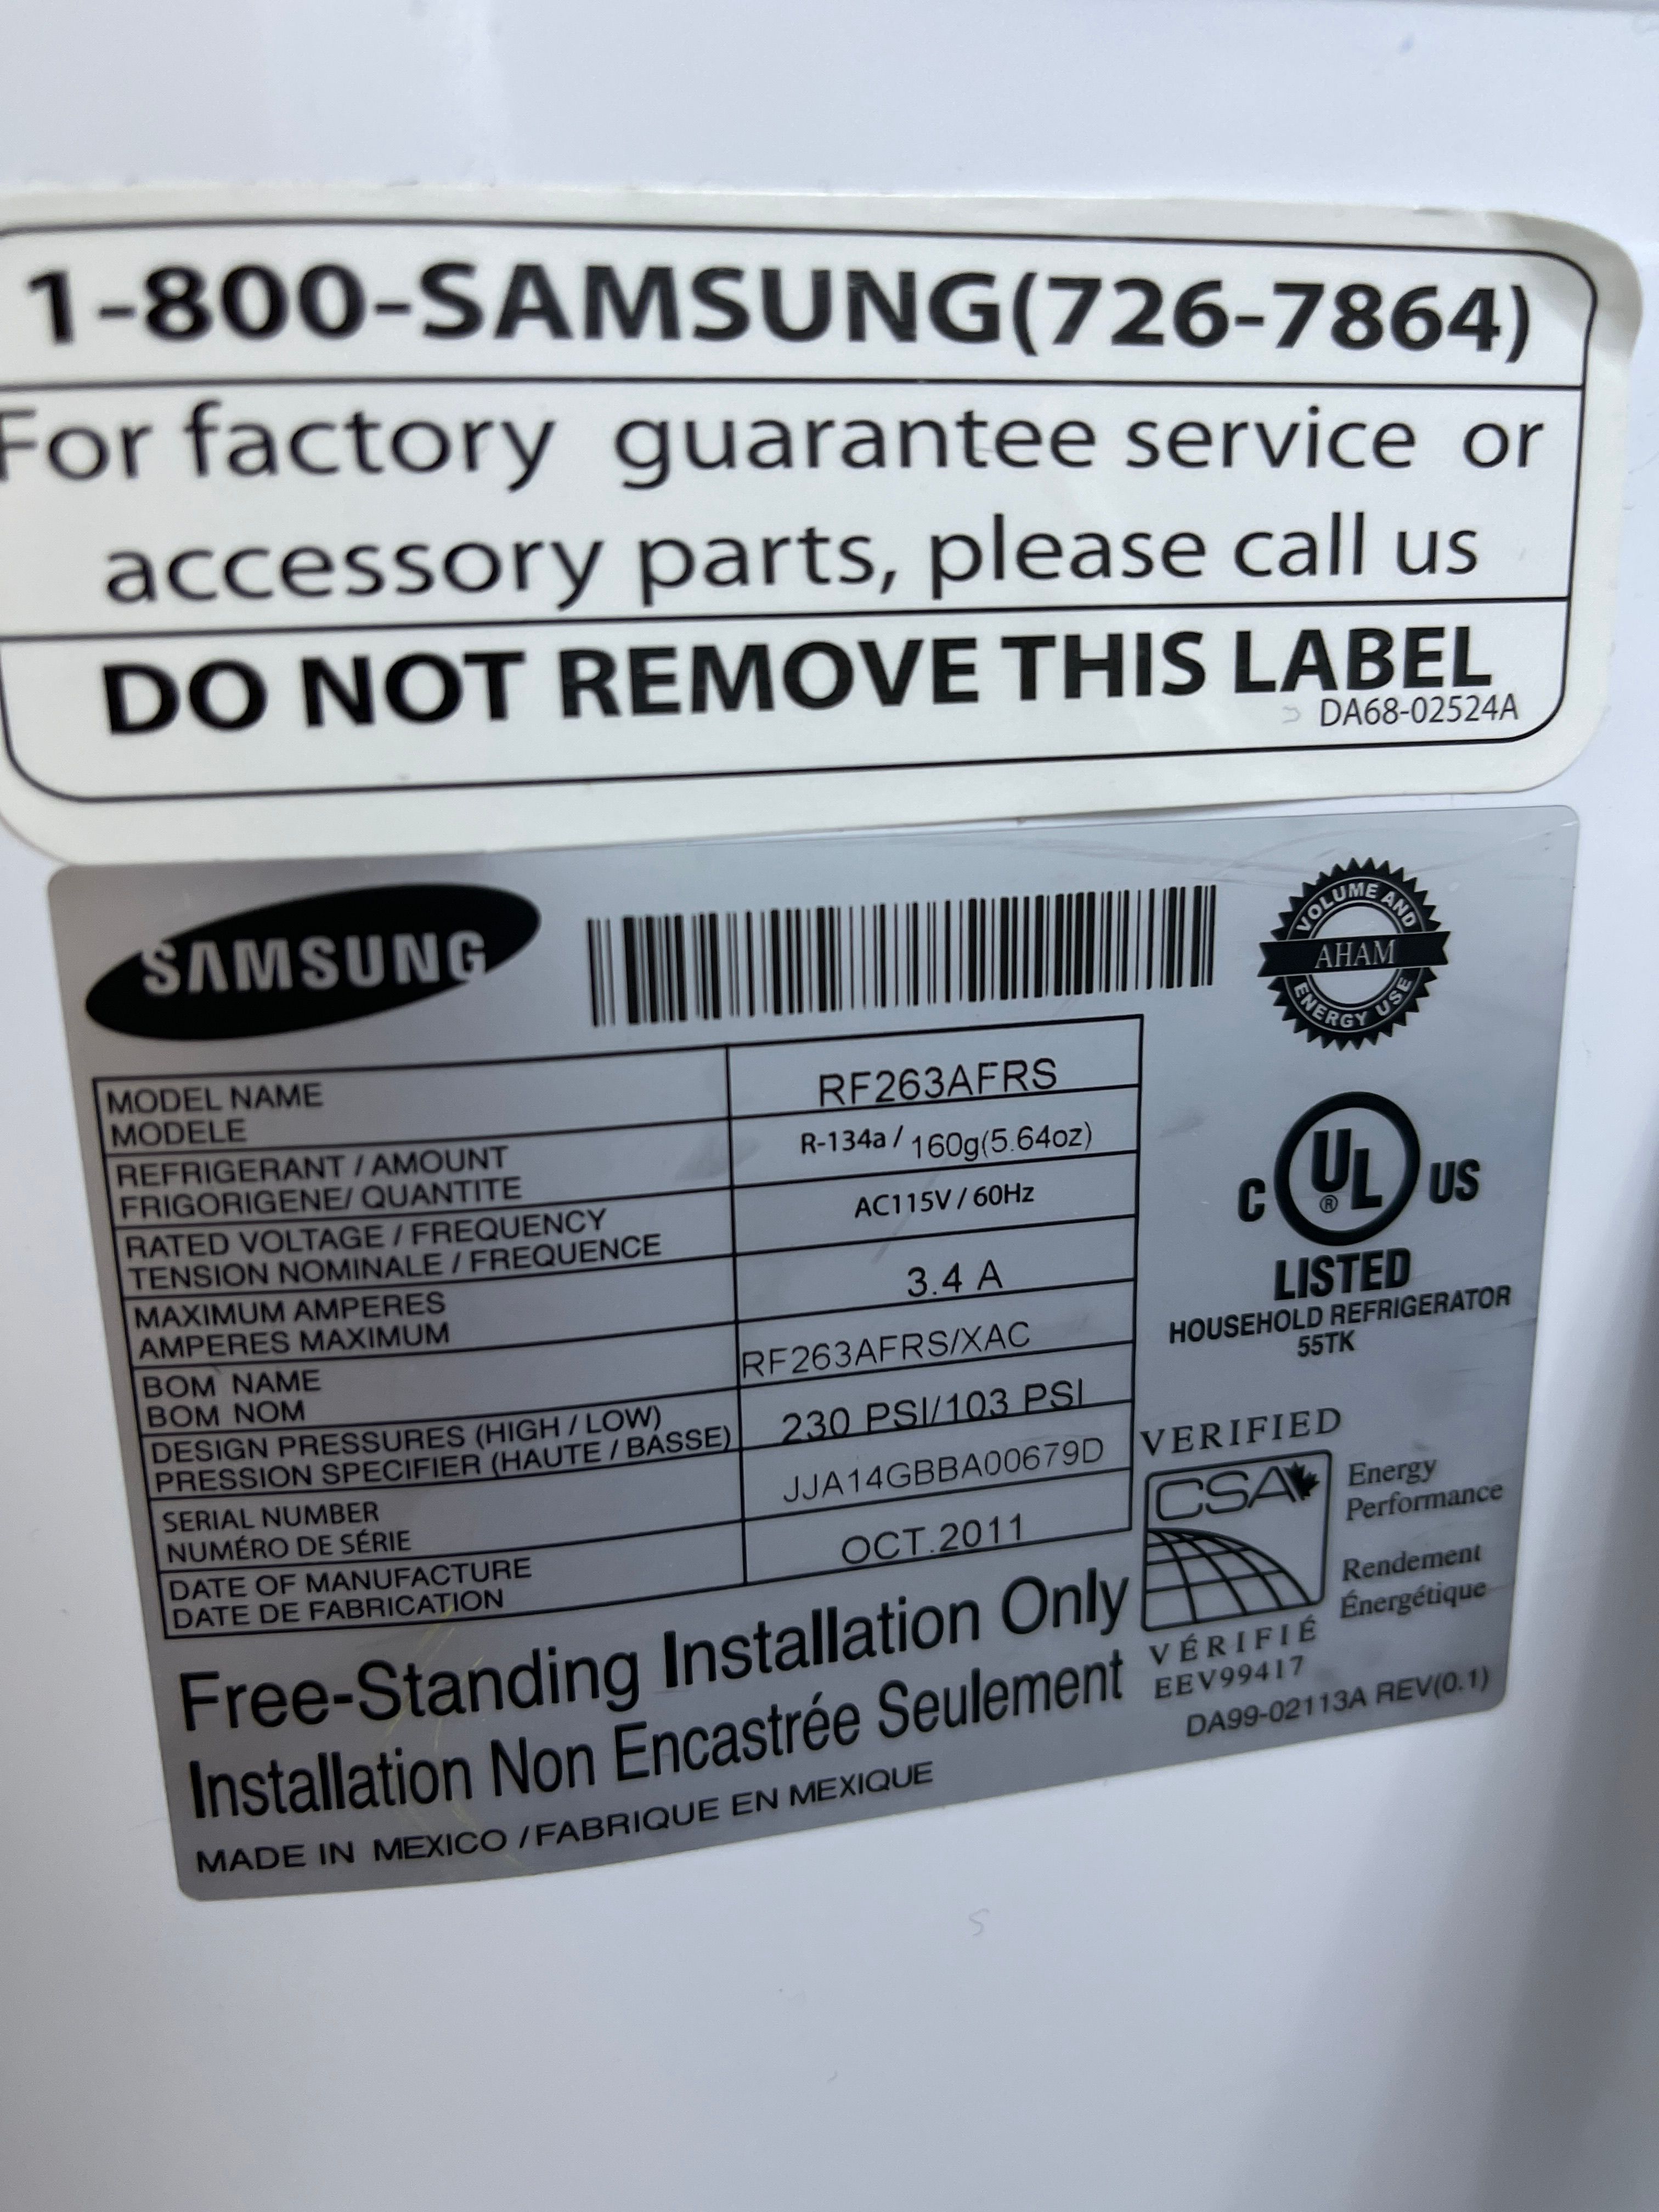 1-800-SAMSUNG(726-7864)
For factory guarantee service or
accessory parts, please call us
DO NOT REMOVE THIS LABEL
DA68-02524A
SAMSUNG
VOLUME AND
AHAM
ENERGY USE
MODEL NAME
MODELE
RF263AFRS
REFRIGERANT / AMOUNT
FRIGORIGENE/ QUANTITE
R-134a / 160g(5.64oz)
RATED VOLTAGE / FREQUENCY
TENSION NOMINALE / FREQUENCE
AC115V / 60Hz
MAXIMUM AMPERES
AMPERES MAXIMUM
3.4 A
BOM NAME
BOM NOM
RF263AFRS/XAC
DESIGN PRESSURES (HIGH / LOW)
PRESSION SPECIFIER (HAUTE / BASSE)
230 PSI/103 PSI
SERIAL NUMBER
NUMÉRO DE SÉRIE
JJA14GBBA00679D
DATE OF MANUFACTURE
DATE DE FABRICATION
OCT.2011
C UL ® US
LISTED
HOUSEHOLD REFRIGERATOR
55TK
VERIFIED
CSA
Energy
Performance
Rendement
Énergétique
VÉRIFIÉ
EEV99417
DA99-02113A REV(0.1)
Free-Standing Installation Only
Installation Non Encastrée Seulement
MADE IN MEXICO / FABRIQUE EN MEXIQUE